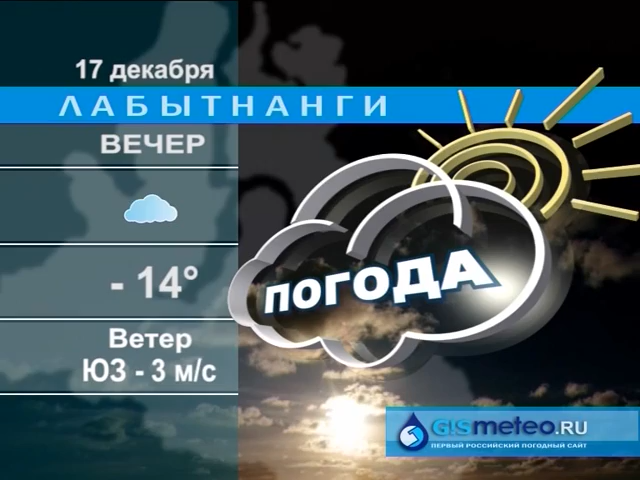 17 декабря
ЛАБЫТНАНГИ
ВЕЧЕР
- 14°
Ветер
ЮЗ - 3 м/с
ПОГОДА
GISmeteo.RU
ПЕРВЫЙ РОССИЙСКИЙ ПОГОДНЫЙ САЙТ